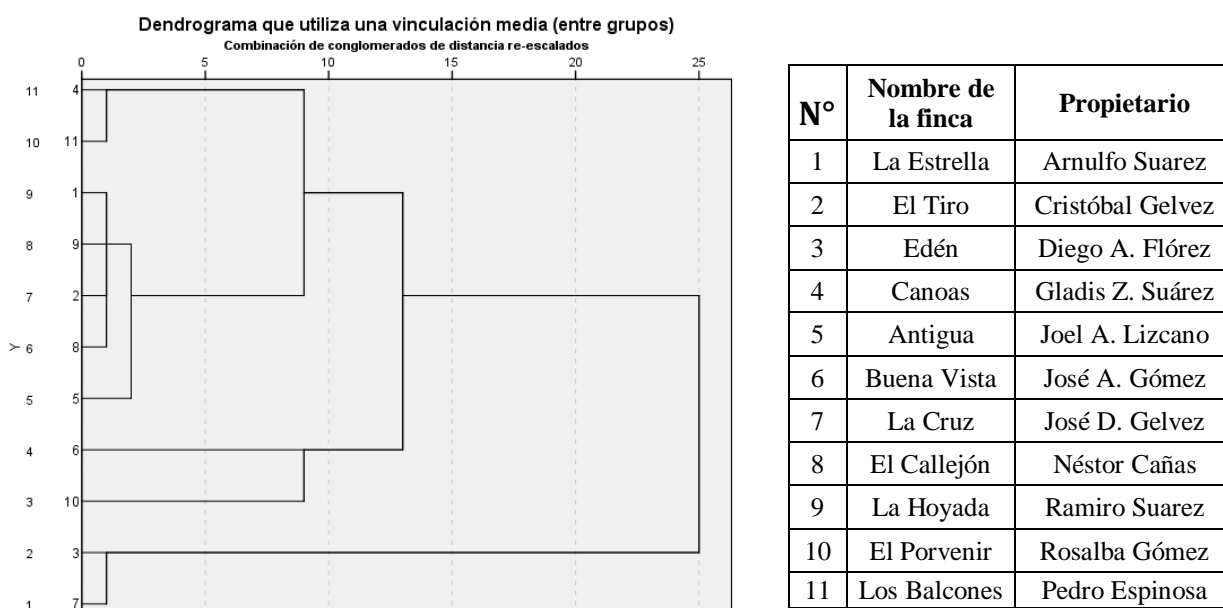 Dendrograma que utiliza una vinculación media (entre grupos)
Combinación de conglomerados de distancia re-escalados
0 5 10 15 20 25
11 4
10 11
9 1
8 9
7 2
Y 6 8
5 5
4 6
3 10
2 3
1 7
N° Nombre de la finca Propietario
1 La Estrella Arnulfo Suarez
2 El Tiro Cristóbal Gelvez
3 Edén Diego A. Flórez
4 Canoas Gladis Z. Suárez
5 Antigua Joel A. Lizcano
6 Buena Vista José A. Gómez
7 La Cruz José D. Gelvez
8 El Callejón Néstor Cañas
9 La Hoyada Ramiro Suarez
10 El Porvenir Rosalba Gómez
11 Los Balcones Pedro Espinosa